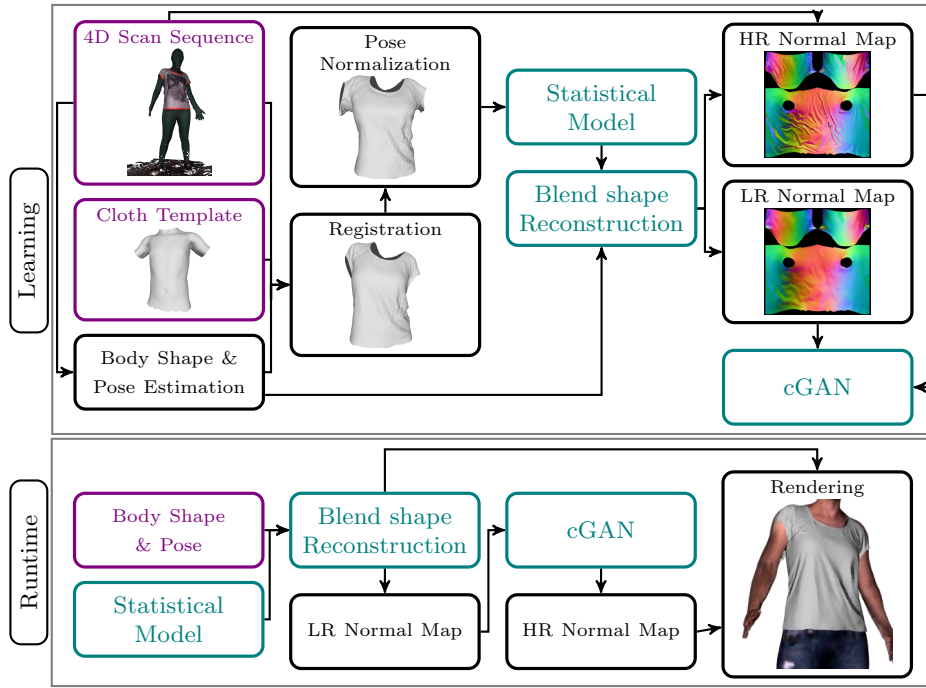 Learning
4D Scan Sequence
Cloth Template
Body Shape &
Pose Estimation
Pose
Normalization
Registration
Statistical
Model
Blend shape
Reconstruction
HR Normal Map
LR Normal Map
cGAN
Runtime
Body Shape
& Pose
Statistical
Model
Blend shape
Reconstruction
LR Normal Map
cGAN
HR Normal Map
Rendering